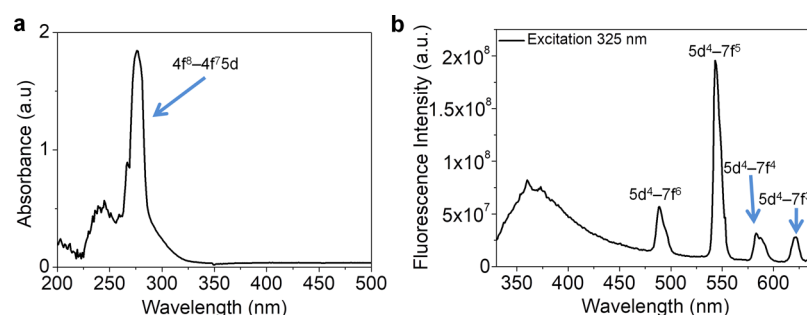 a
2
1
0
Absorbance (a.u)
4f⁸–4f⁷5d
200 250 300 350 400 450 500
Wavelength (nm)
b
Excitation 325 nm
2x10⁸
1.5x10⁸
1x10⁸
5x10⁷
0
Fluorescence Intensity (a.u.)
5d⁴–7f⁵
5d⁴–7f⁶
5d⁴–7f⁴
350 400 450 500 550 600
Wavelength (nm)